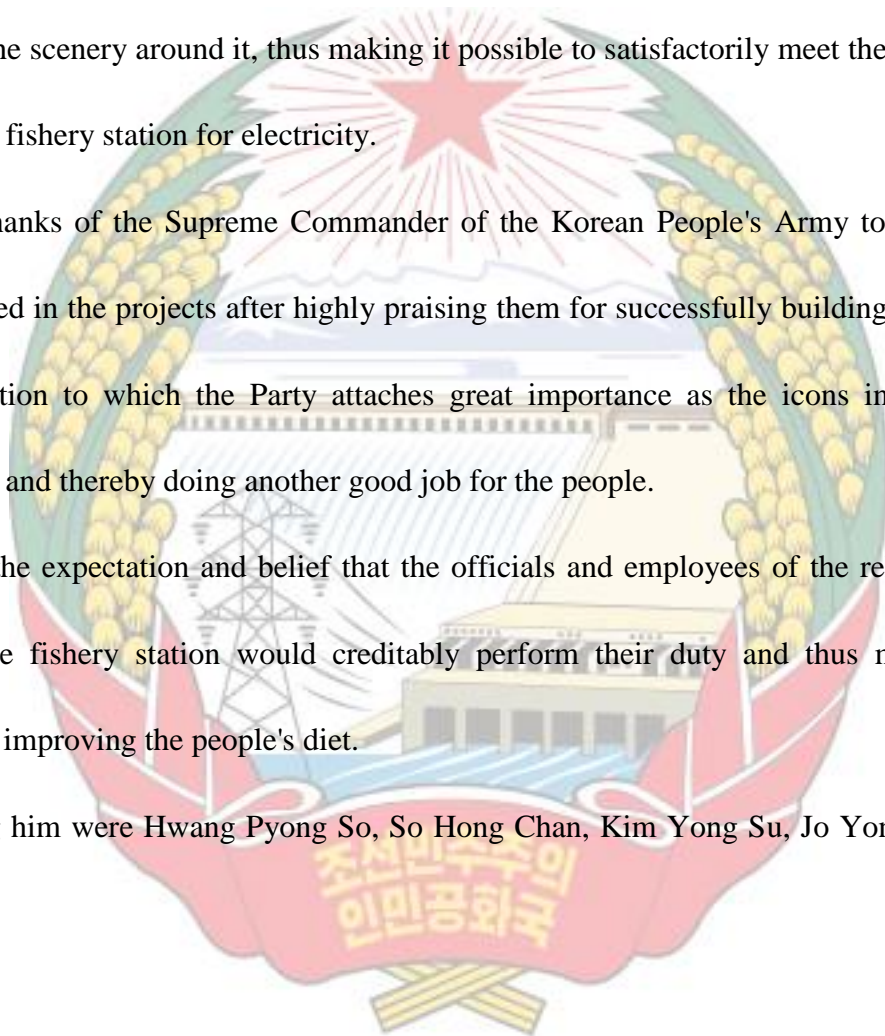 ne scenery around it, thus making it possible to satisfactorily meet the
fishery station for electricity.
hanks of the Supreme Commander of the Korean People's Army to
ed in the projects after highly praising them for successfully building
tion to which the Party attaches great importance as the icons in
and thereby doing another good job for the people.
he expectation and belief that the officials and employees of the re
e fishery station would creditably perform their duty and thus
improving the people's diet.
him were Hwang Pyong So, So Hong Chan, Kim Yong Su, Jo Yon
조선민주주의
인민공화국